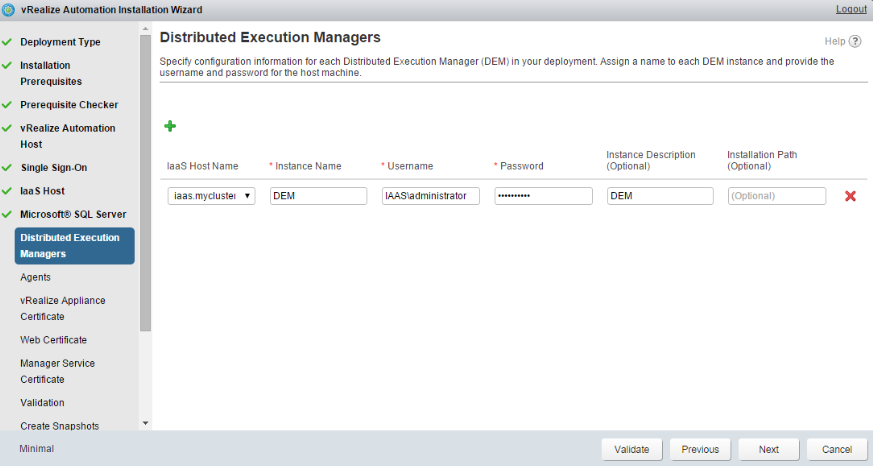 vRealize Automation Installation Wizard
Logout
Deployment Type
Installation
Prerequisites
Prerequisite Checker
vRealize Automation
Host
Single Sign-On
IaaS Host
Microsoft® SQL Server
Distributed Execution
Managers
Agents
vRealize Appliance
Certificate
Web Certificate
Manager Service
Certificate
Validation
Create Snapshots
Distributed Execution Managers
Help ?
Specify configuration information for each Distributed Execution Manager (DEM) in your deployment. Assign a name to each DEM instance and provide the
username and password for the host machine.
IaaS Host Name
* Instance Name
* Username
* Password
Instance Description
(Optional)
Installation Path
(Optional)
iaas.mycluster
DEM
IAAS\administrator
••••••••••
DEM
(Optional)
Minimal
Validate
Previous
Next
Cancel